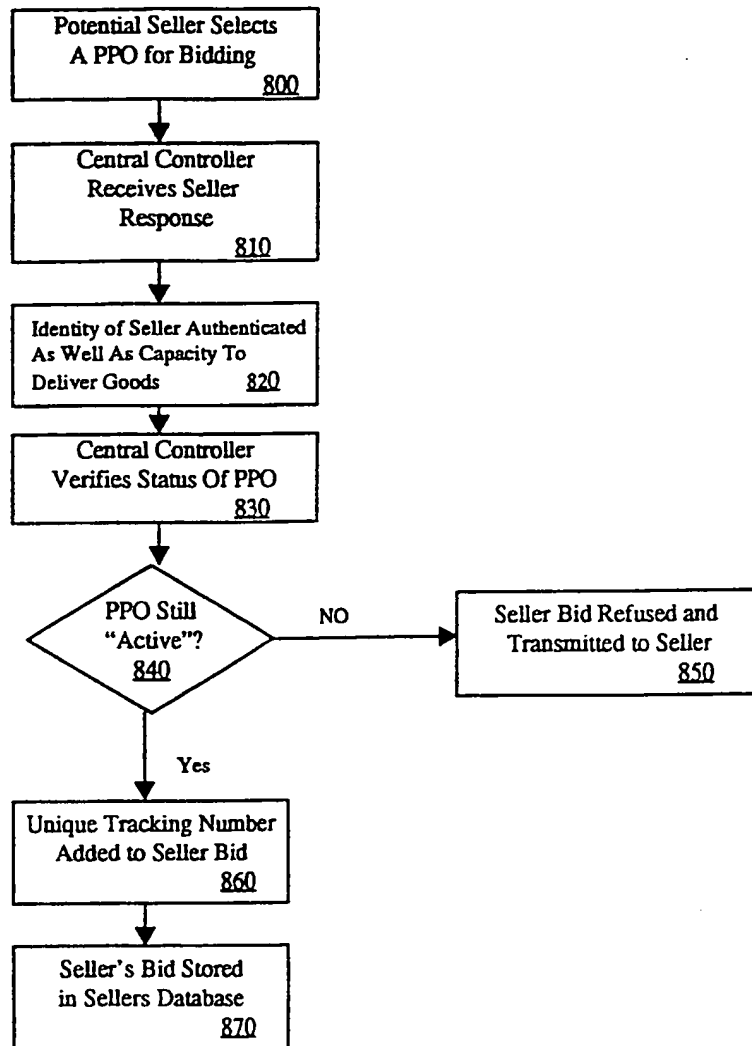 Potential Seller Selects
A PPO for Bidding
800
Central Controller
Receives Seller
Response
810
Identity of Seller Authenticated
As Well As Capacity To
Deliver Goods 820
Central Controller
Verifies Status Of PPO
830
PPO Still
"Active"?
840
NO
Seller Bid Refused and
Transmitted to Seller
850
Yes
Unique Tracking Number
Added to Seller Bid
860
Seller's Bid Stored
in Sellers Database
870